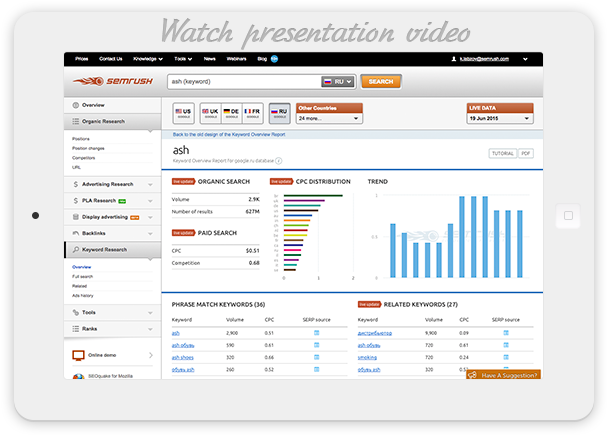 Watch presentation video
Prices Contact Us Knowledge Tools News Webinars Blog
k.labzov@semrush.com
SEMRUSH
ash (keyword) RU SEARCH
Overview
Organic Research
Positions
Position changes
Competitors
URL
Advertising Research
PLA Research
Display advertising
Backlinks
Keyword Research
Overview
Full search
Related
Ads history
Tools
Ranks
Online demo
SEOquake for Mozilla
US UK DE FR RU
GOOGLE GOOGLE GOOGLE GOOGLE GOOGLE
Other Countries
24 more...
LIVE DATA
19 Jun 2015
Back to the old design of the Keyword Overview Report
ash
Keyword Overview Report for google.ru database
TUTORIAL PDF
live update ORGANIC SEARCH
Volume 2.9K
Number of results 627M
live update PAID SEARCH
CPC $0.51
Competition 0.68
live update CPC DISTRIBUTION
0 1 2
TREND
1
0.5
0
SEMRUSH
PHRASE MATCH KEYWORDS (36)
Keyword Volume CPC SERP source
ash 2,900 0.51
ash обувь 590 0.61
ash shoes 320 0.66
обувь ash 260 0.52
live update RELATED KEYWORDS (27)
Keyword Volume CPC SERP source
дистрибьютор 9,900 0.09
ash обувь 720 0.61
smoking 720 0.24
обувь ash 320
Have A Suggestion?